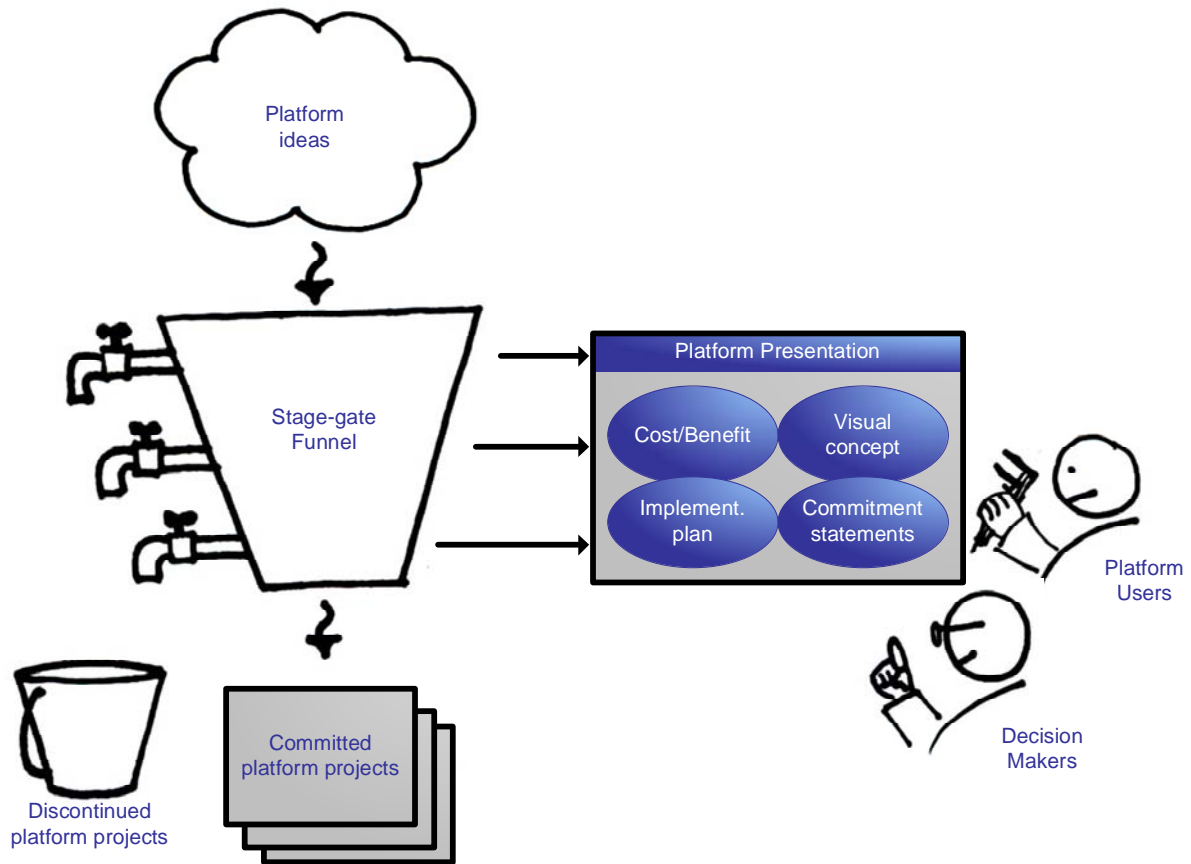 Platform
ideas
Stage-gate
Funnel
Platform Presentation
Cost/Benefit
Visual
concept
Implement.
plan
Commitment
statements
Platform
Users
Decision
Makers
Committed
platform projects
Discontinued
platform projects